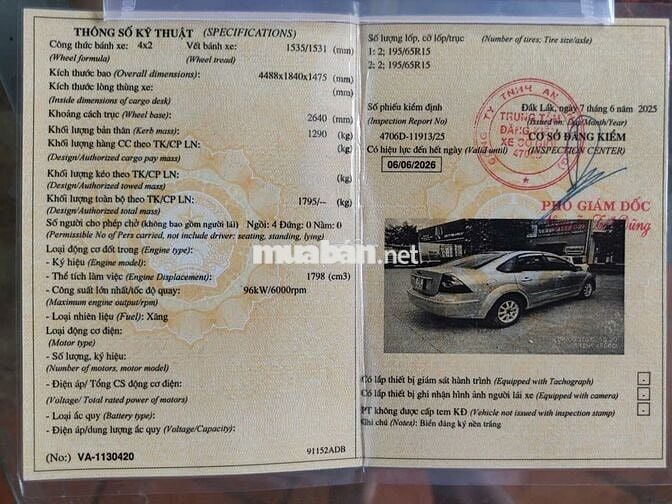 THÔNG SỐ KỸ THUẬT (SPECIFICATIONS)
Công thức bánh xe: 4x2 Vết bánh xe: 1535/1531 (mm)
(Wheel formula) (Wheel tread)
Kích thước bao (Overall dimensions): 4488x1840x1475 (mm)
Kích thước lòng thùng xe: (mm)
(Inside dimensions of cargo desk)
Khoảng cách trục (Wheel base): 2640 (mm)
Khối lượng bản thân (Kerb mass): 1290 (kg)
Khối lượng hàng CC theo TK/CP LN: (kg)
(Design/Authorized cargo pay mass)
Khối lượng kéo theo TK/CP LN: (kg)
(Design/Authorized towed mass)
Khối lượng toàn bộ theo TK/CP LN: 1795/-- (kg)
(Design/Authorized total mass)
Số người cho phép chở (không bao gồm người lái) Ngồi: 4 Đứng: 0 Nằm: 0
(Permissible No of Pers carried, not include driver: seating, standing, lying)
Loại động cơ đốt trong (Engine type):
- Ký hiệu (Engine model):
- Thể tích làm việc (Engine Displacement): 1798 (cm3)
- Công suất lớn nhất/tốc độ quay: 96kW/6000rpm
(Maximum engine output/rpm)
- Loại nhiên liệu (Fuel): Xăng
Loại động cơ điện:
(Motor type)
- Số lượng, ký hiệu:
(Number of motors, motor model)
- Điện áp/ Tổng CS động cơ điện:
(Voltage/ Total rated power of motors)
- Loại ắc quy (Battery type):
- Điện áp/dung lượng ắc quy (Voltage/Capacity):
(No:) VA-1130420 91152ADB
Số lượng lốp, cỡ lốp/trục (Number of tires; Tire size/axle)
1: 2; 195/65R15
2: 2; 195/65R15
Số phiếu kiểm định Đắk Lắk, ngày 7 tháng 6 năm 2025
(Inspection Report No) (Issued on: Day/Month/Year)
4706D-11913/25 CƠ SỞ ĐĂNG KIỂM
Có hiệu lực đến hết ngày (Valid until) (INSPECTION CENTER)
06/06/2026
TRUNG TÂM
ĐĂNG KIỂM
XE CƠ GIỚI
PHÓ GIÁM ĐỐC
muaban.net
Có lắp thiết bị giám sát hành trình (Equipped with Tachograph) -
Có lắp thiết bị ghi nhận hình ảnh người lái xe (Equipped with camera) -
PT không được cấp tem KĐ (Vehicle not issued with inspection stamp) -
Ghi chú (Notes): Biển đăng ký nền trắng.